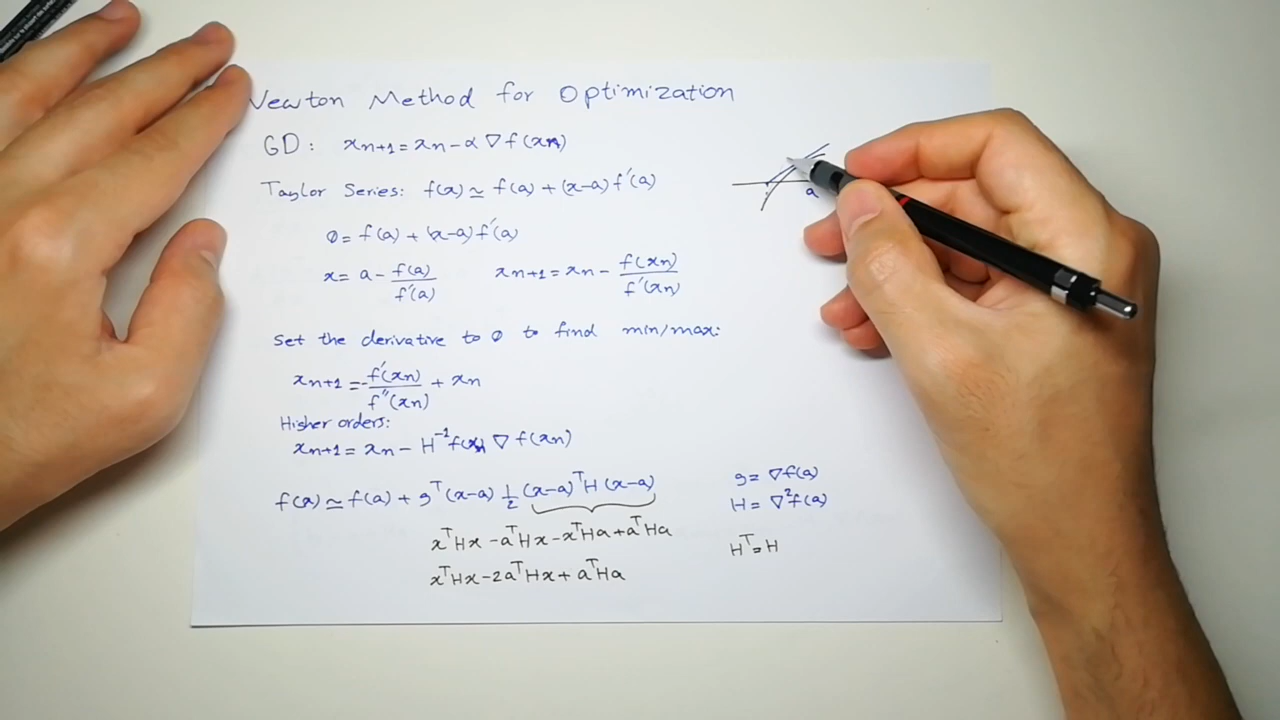 Newton Method for Optimization
GD: xn+1 = xn - α ∇f(xn)
Taylor Series: f(x) ≃ f(a) + (x-a) f'(a)
a
0 = f(a) + (x-a) f'(a)
x = a - f(a)/f'(a) xn+1 = xn - f(xn)/f'(xn)
Set the derivative to 0 to find min/max:
xn+1 = - f'(xn)/f''(xn) + xn
Higher orders:
xn+1 = xn - H⁻¹f(xn) ∇f(xn)
f(x) ≃ f(a) + gᵀ(x-a) 1/2 (x-a)ᵀH(x-a)
g = ∇f(a)
H = ∇²f(a)
xᵀHx - aᵀHx - xᵀHa + aᵀHa
Hᵀ = H
xᵀHx - 2aᵀHx + aᵀHa